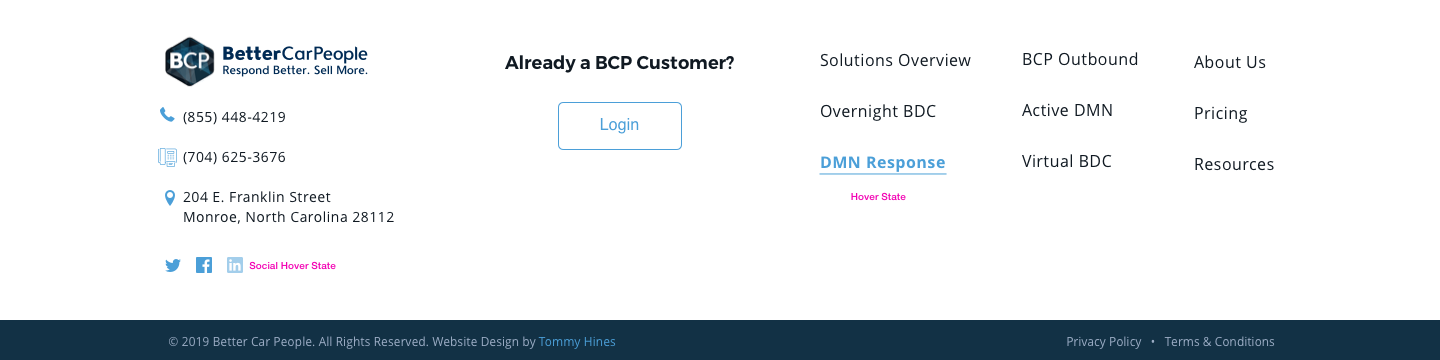 BCP BetterCarPeople
Respond Better. Sell More.
(855) 448-4219
(704) 625-3676
204 E. Franklin Street
Monroe, North Carolina 28112
Social Hover State
Already a BCP Customer?
Login
Solutions Overview
Overnight BDC
DMN Response
Hover State
BCP Outbound
Active DMN
Virtual BDC
About Us
Pricing
Resources
© 2019 Better Car People. All Rights Reserved. Website Design by Tommy Hines
Privacy Policy • Terms & Conditions